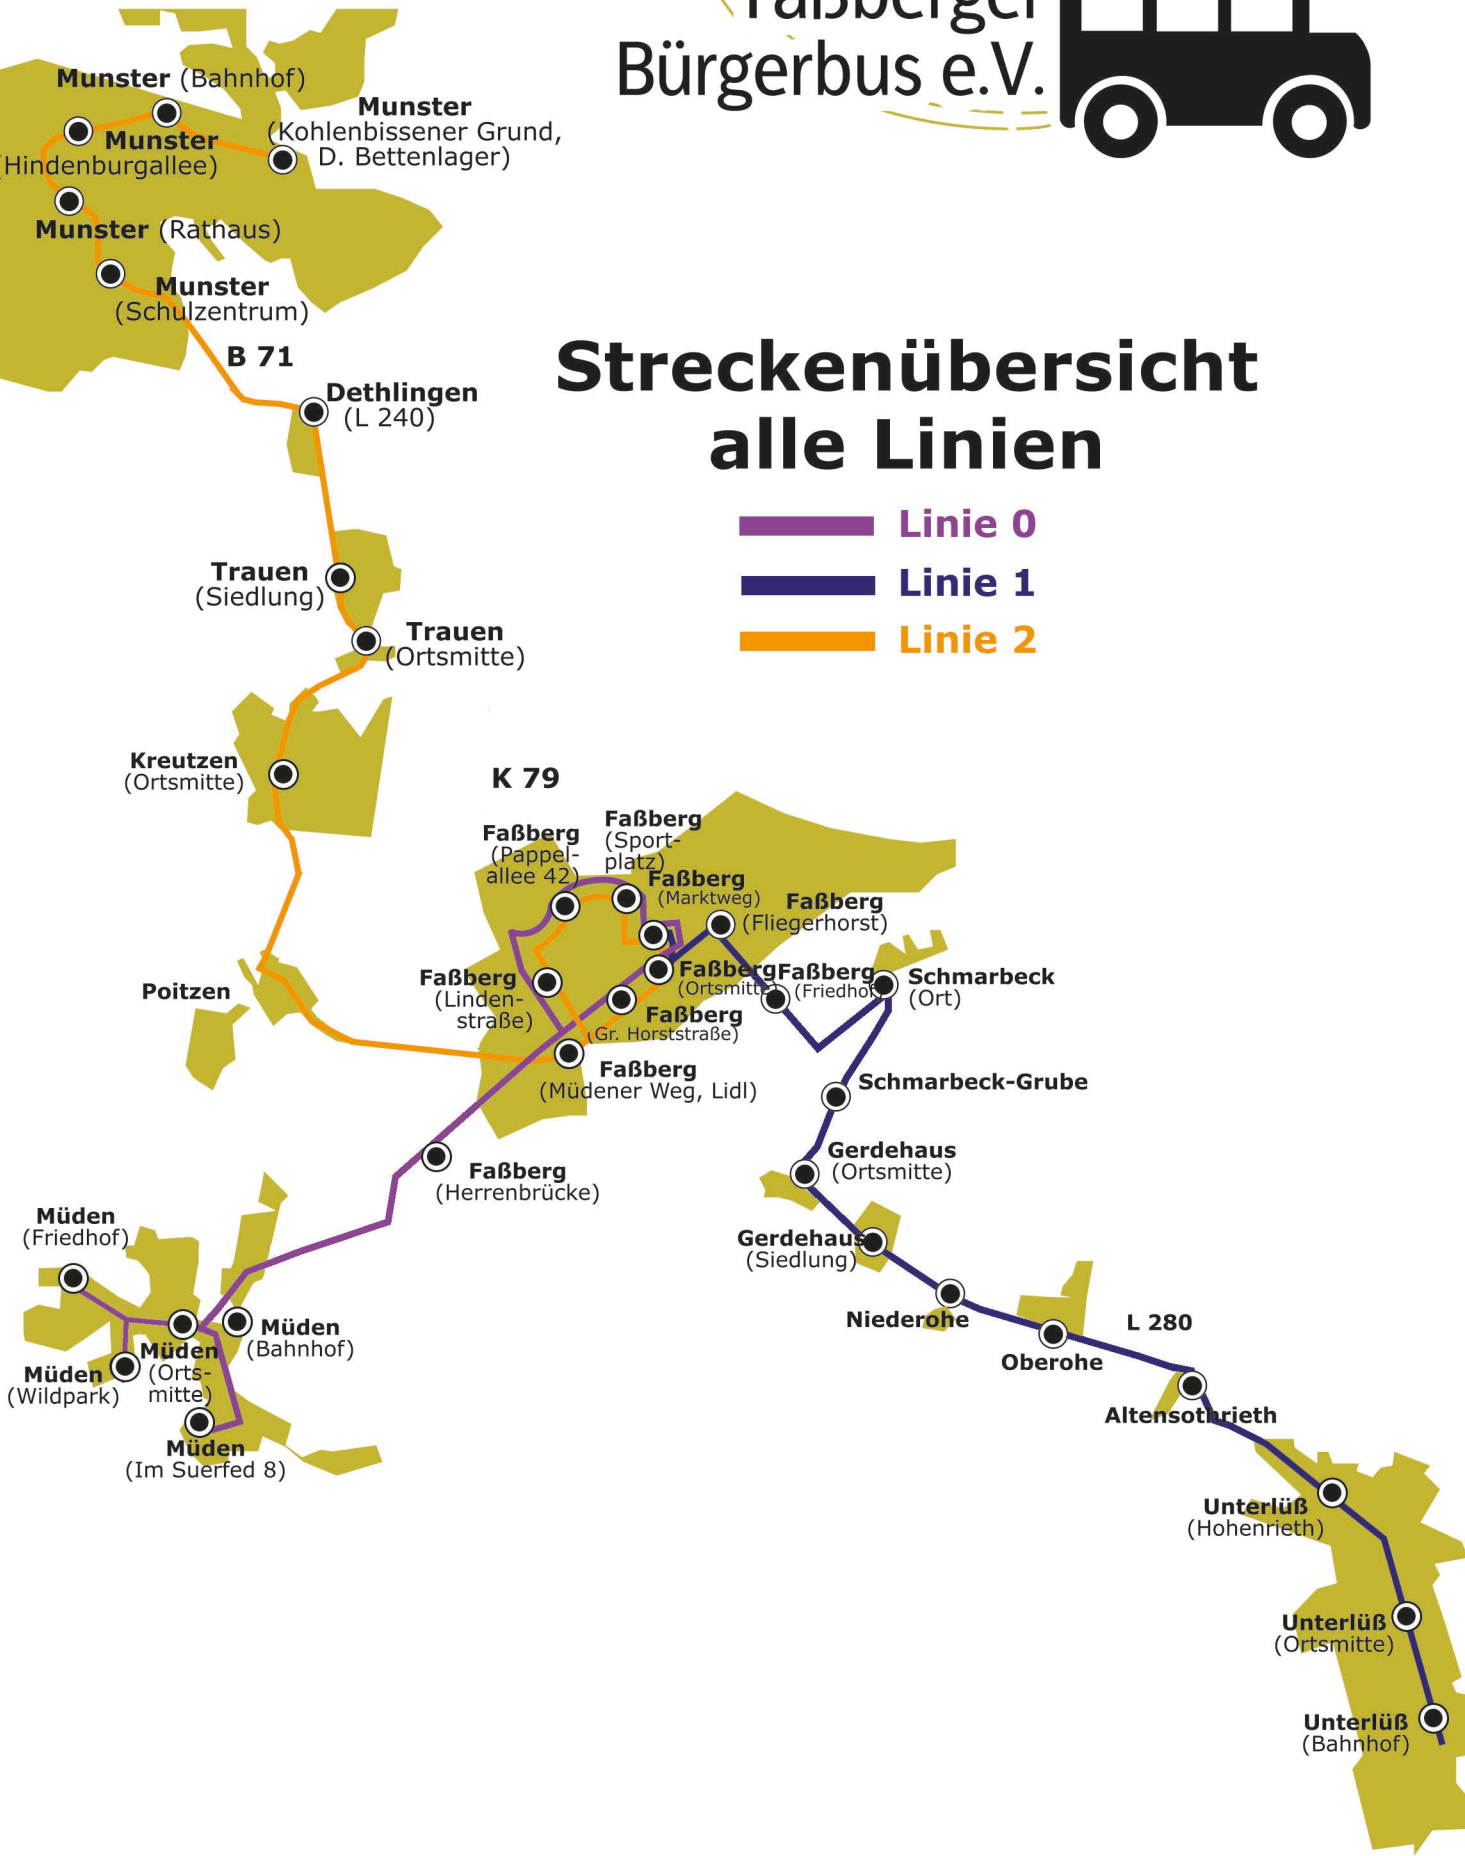 Faßberger
Bürgerbus e.V.
Munster (Bahnhof)
Munster
(Kohlenbissener Grund,
D. Bettenlager)
Munster
(Hindenburgallee)
Munster (Rathaus)
Munster
(Schulzentrum)
B 71
Dethlingen
(L 240)
Streckenübersicht
alle Linien
Linie 0
Linie 1
Linie 2
Trauen
(Siedlung)
Trauen
(Ortsmitte)
Kreutzen
(Ortsmitte)
K 79
Faßberg
(Pappel-
allee 42)
Faßberg
(Sport-
platz)
Faßberg
(Marktweg)
Faßberg
(Fliegerhorst)
Faßberg
(Linden-
straße)
Faßberg
(Ortsmitte)
Faßberg
(Friedhof)
Schmarbeck
(Ort)
Poitzen
Faßberg
(Gr. Horststraße)
Faßberg
(Müdener Weg, Lidl)
Schmarbeck-Grube
Gerdehaus
(Ortsmitte)
Faßberg
(Herrenbrücke)
Müden
(Friedhof)
Gerdehaus
(Siedlung)
Niederohe
L 280
Oberohe
Müden
(Bahnhof)
Müden
(Orts-
mitte)
Müden
(Wildpark)
Müden
(Im Suerfed 8)
Altensothrieth
Unterlüß
(Hohenrieth)
Unterlüß
(Ortsmitte)
Unterlüß
(Bahnhof)